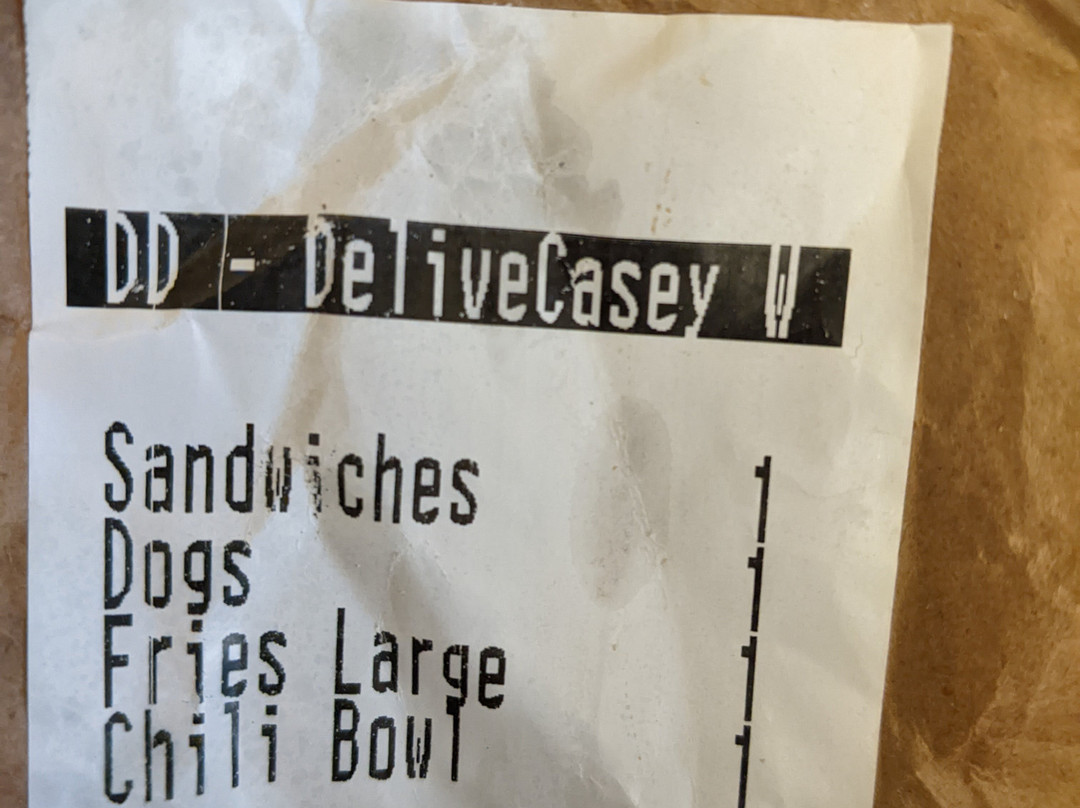 DD - DeliveCasey W
Sandwiches 1
Dogs 1
Fries Large 1
Chili Bowl 1